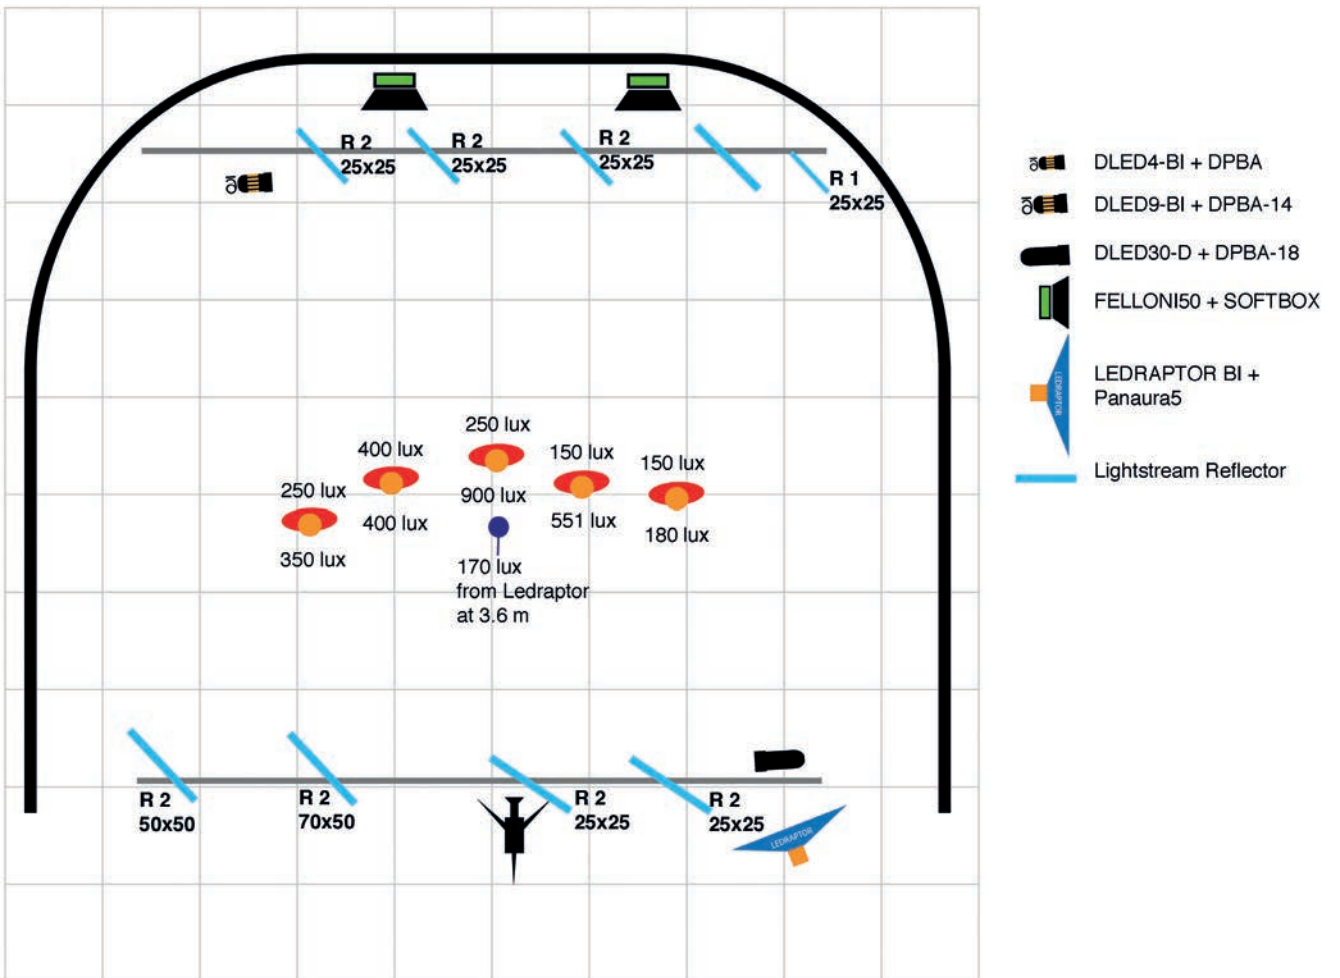 R 2
25x25
R 2
25x25
R 2
25x25
R 1
25x25
DLED4-BI + DPBA
DLED9-BI + DPBA-14
DLED30-D + DPBA-18
FELLONI50 + SOFTBOX
LEDRAPTOR
LEDRAPTOR BI +
Panaura5
Lightstream Reflector
250 lux
400 lux
150 lux
150 lux
250 lux
900 lux
400 lux
551 lux
180 lux
350 lux
170 lux
from Ledraptor
at 3.6 m
R 2
50x50
R 2
70x50
R 2
25x25
R 2
25x25
LEDRAPTOR